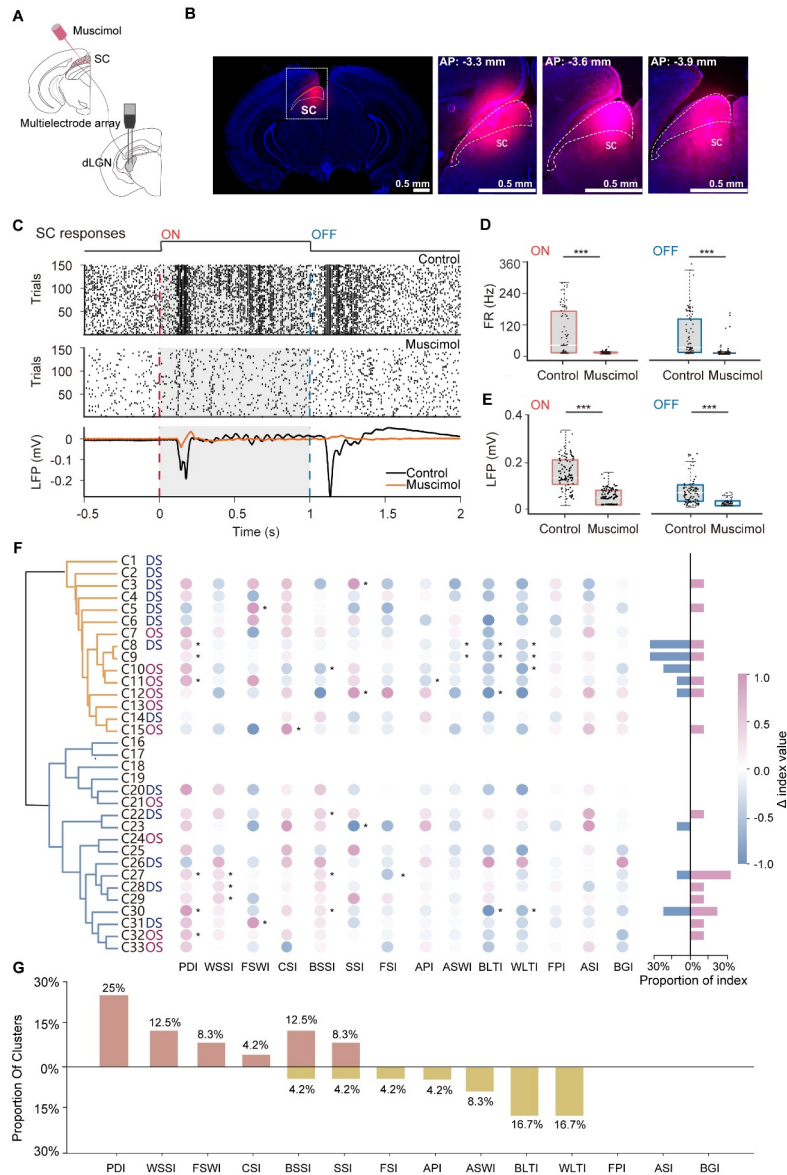 A
Muscimol
SC
Multielectrode array
dLGN
B
SC
0.5 mm
AP: -3.3 mm
SC
0.5 mm
AP: -3.6 mm
SC
0.5 mm
AP: -3.9 mm
SC
0.5 mm
C
SC responses
ON
OFF
Control
Trials
150
100
50
Muscimol
Trials
150
100
50
LFP (mV)
0
-0.1
-0.2
Control
Muscimol
-0.5
0
0.5
1
1.5
2
Time (s)
D
ON
OFF
***
***
FR (Hz)
360
240
120
0
Control Muscimol
Control Muscimol
E
ON
OFF
***
***
LFP (mV)
0.4
0.2
0
Control Muscimol
Control Muscimol
F
C1 DS
C2 DS
C3 DS *
C4 DS
C5 DS *
C6 DS
C7 OS
C8 DS * * * *
C9 * * * *
C10 OS * *
C11 OS * *
C12 OS * *
C13 OS
C14 DS
C15 OS *
C16
C17
C18
C19
C20 DS
C21 OS
C22 DS *
C23 *
C24 OS
C25
C26 DS
C27 * * * *
C28 DS *
C29 *
C30 * * * *
C31 DS *
C32 OS *
C33 OS
PDI WSSI FSWI CSI BSSI SSI FSI API ASWI BLTI WLTI FPI ASI BGI
30% 0% 30%
Proportion of index
1.0
0.5
0.0
-0.5
-1.0
Δ index value
G
Proportion Of Clusters
30%
15%
0%
15%
30%
25%
12.5%
8.3%
4.2%
12.5%
8.3%
4.2%
4.2%
4.2%
4.2%
8.3%
16.7%
16.7%
PDI WSSI FSWI CSI BSSI SSI FSI API ASWI BLTI WLTI FPI ASI BGI